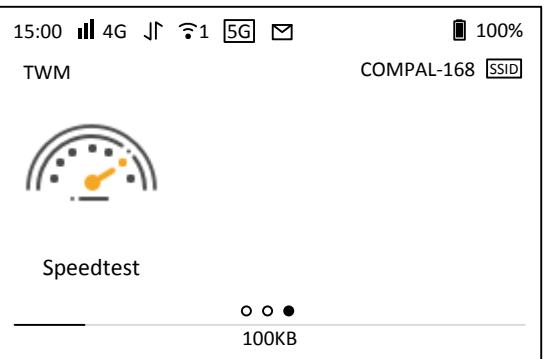 15:00 4G 1 5G 100%
TWM COMPAL-168 SSID
Speedtest
100KB